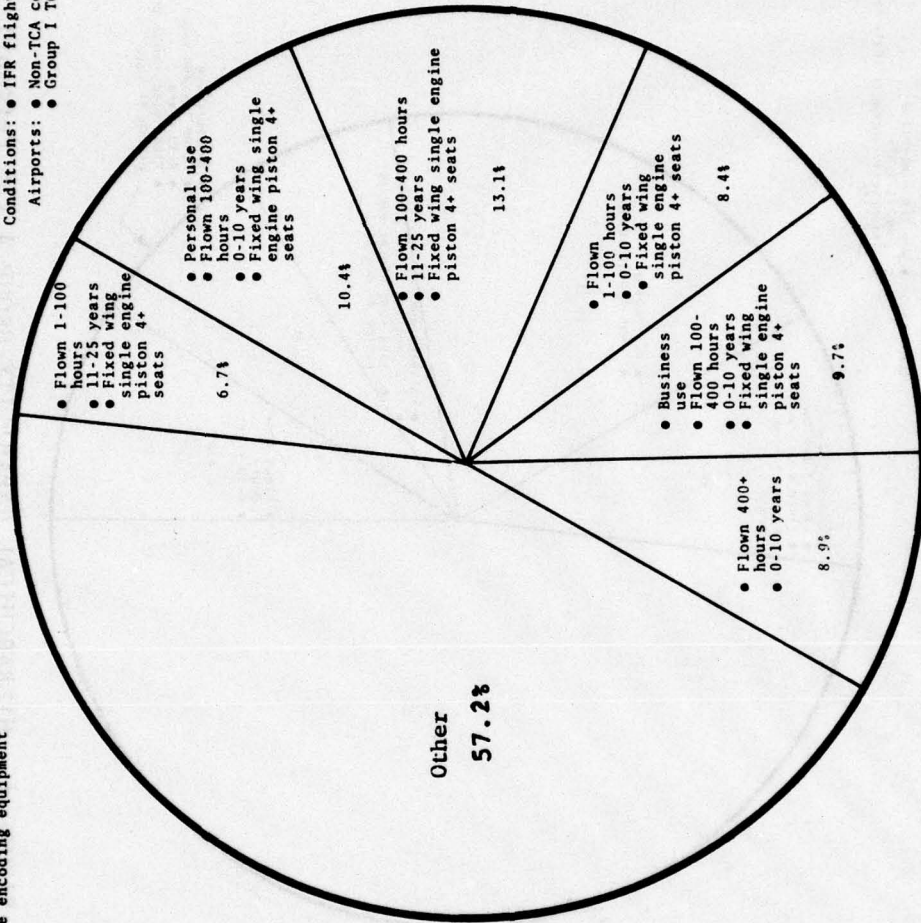 e encoding equipment
Conditions: • IFR flight
Airports: • Non-TCA
• Group I
• Flown 1-100
hours
• 11-25 years
• Fixed wing
single engine
piston 4+
seats
6.7%
• Personal use
• Flown 100-400
hours
• 0-10 years
• Fixed wing single
engine piston 4+
seats
10.4%
• Flown 100-400 hours
• 11-25 years
• Fixed wing single engine
piston 4+ seats
13.1%
• Flown
1-100 hours
• 0-10 years
• Fixed wing
single engine
piston 4+ seats
8.4%
• Business
use
• Flown 100-
400 hours
• 0-10 years
• Fixed wing
single engine
piston 4+
seats
9.7%
• Flown 400+
hours
• 0-10 years
8.9%
Other
57.2%